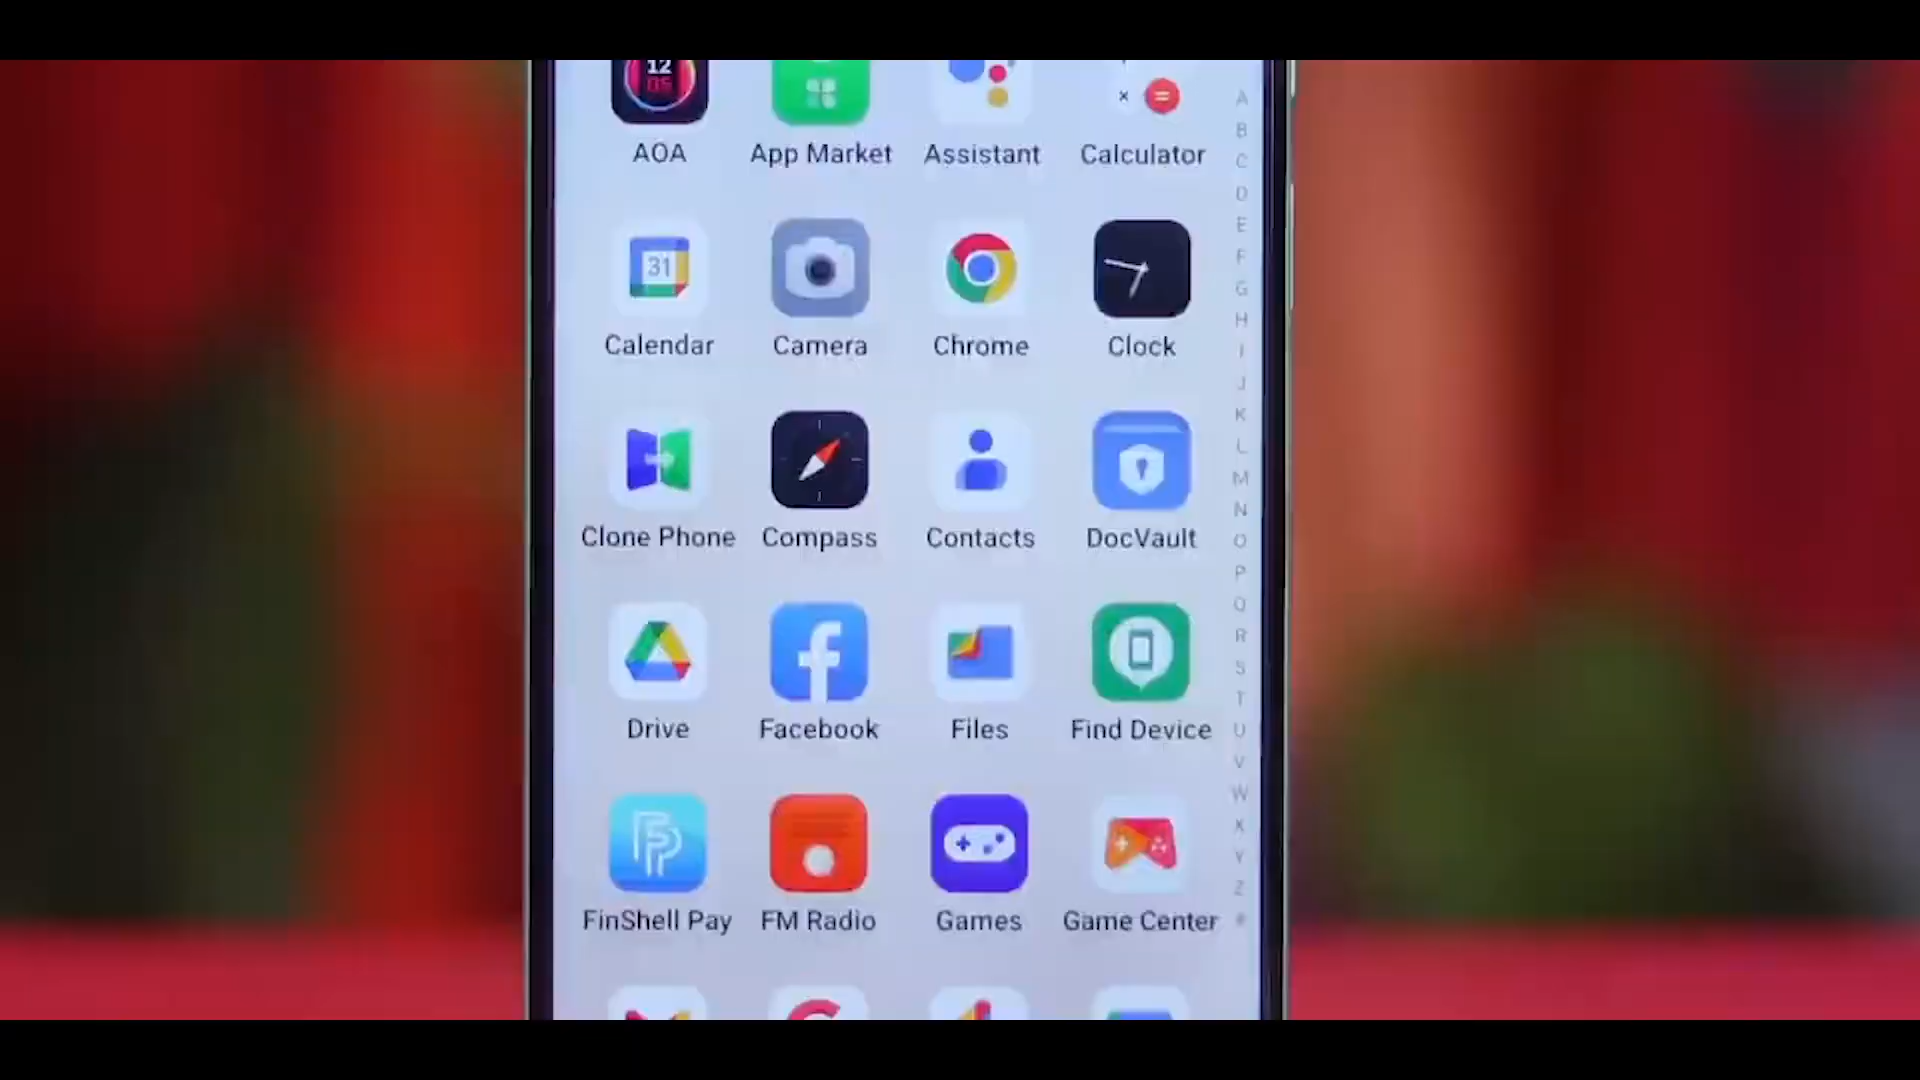 12
05
AOA App Market Assistant Calculator
31
Calendar Camera Chrome Clock
Clone Phone Compass Contacts DocVault
Drive Facebook Files Find Device
FinShell Pay FM Radio Games Game Center
A
B
C
D
E
F
G
H
I
J
K
L
M
N
O
P
Q
R
S
T
U
V
W
X
Y
Z
#